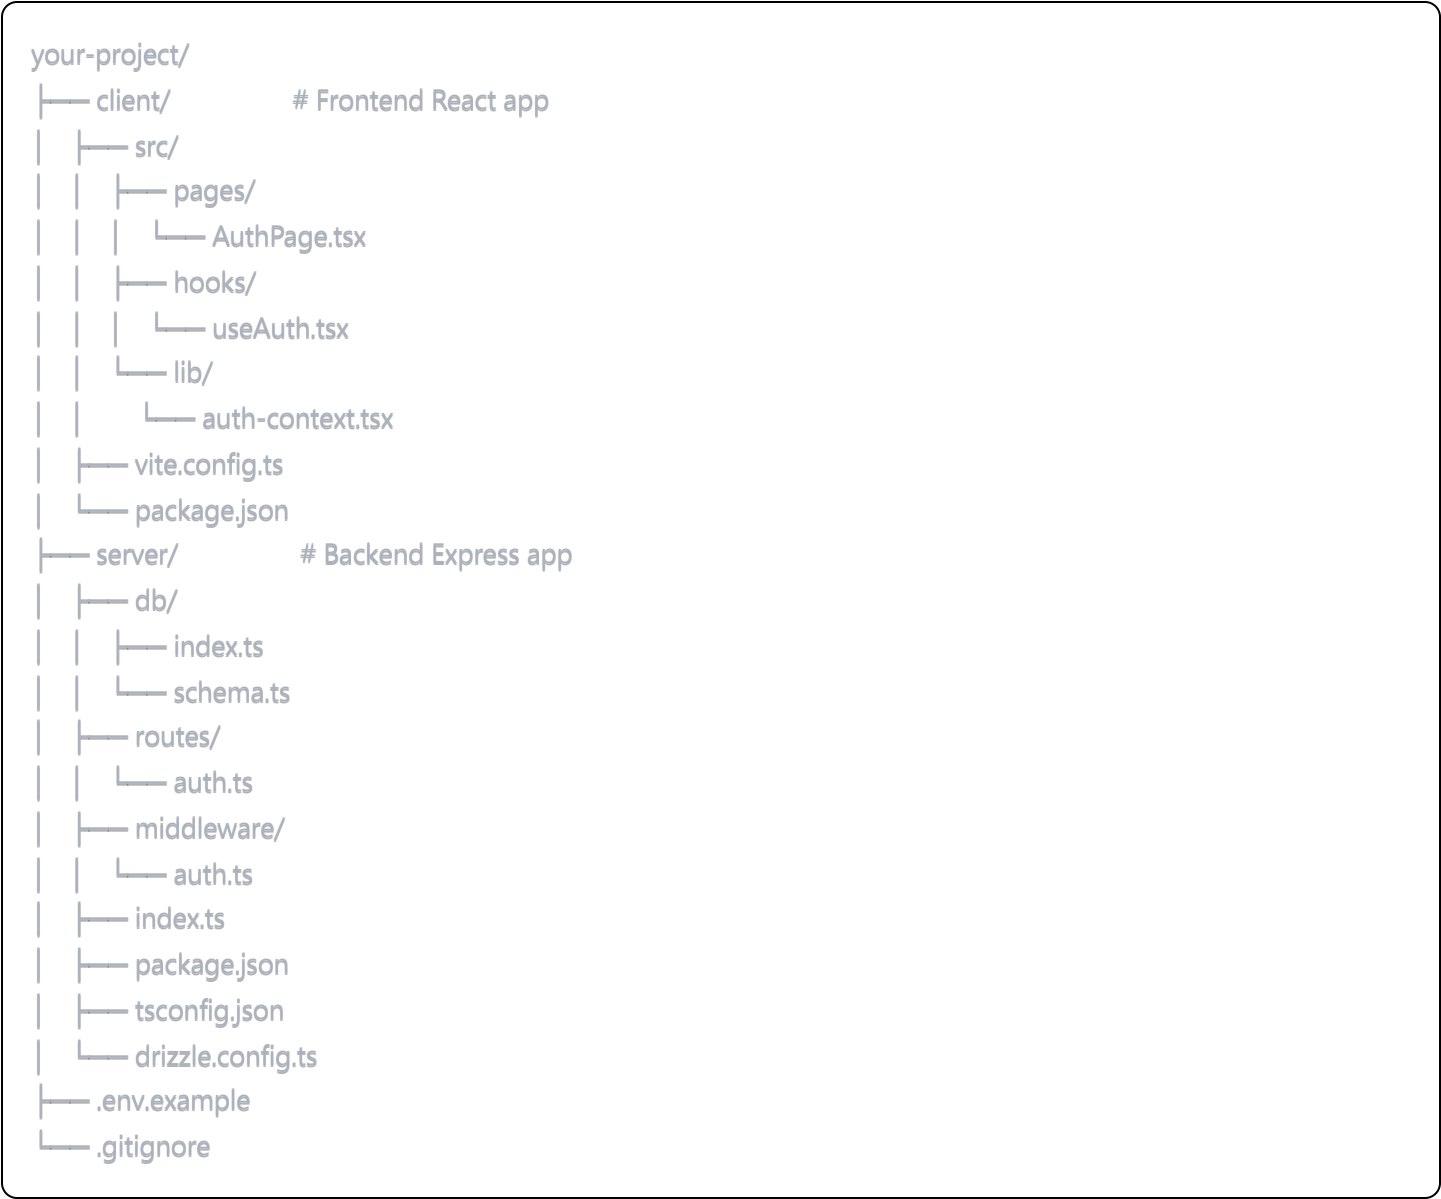 your-project/
├── client/                # Frontend React app
│   ├── src/
│   │   ├── pages/
│   │   │   └── AuthPage.tsx
│   │   ├── hooks/
│   │   │   └── useAuth.tsx
│   │   └── lib/
│   │       └── auth-context.tsx
│   ├── vite.config.ts
│   └── package.json
├── server/                # Backend Express app
│   ├── db/
│   │   ├── index.ts
│   │   └── schema.ts
│   ├── routes/
│   │   └── auth.ts
│   ├── middleware/
│   │   └── auth.ts
│   ├── index.ts
│   ├── package.json
│   ├── tsconfig.json
│   └── drizzle.config.ts
├── .env.example
└── .gitignore